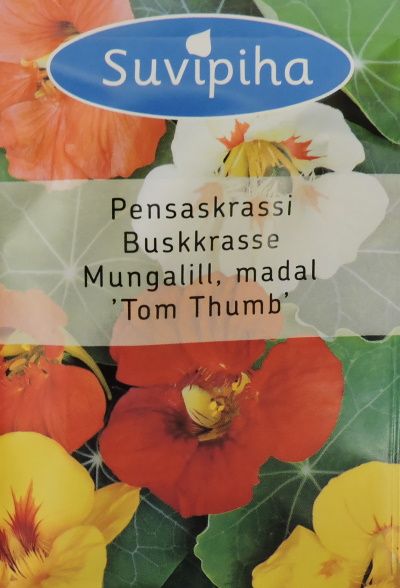 Suvipiha
Pensaskrassi
Buskkrasse
Mungalill, madal
'Tom Thumb'